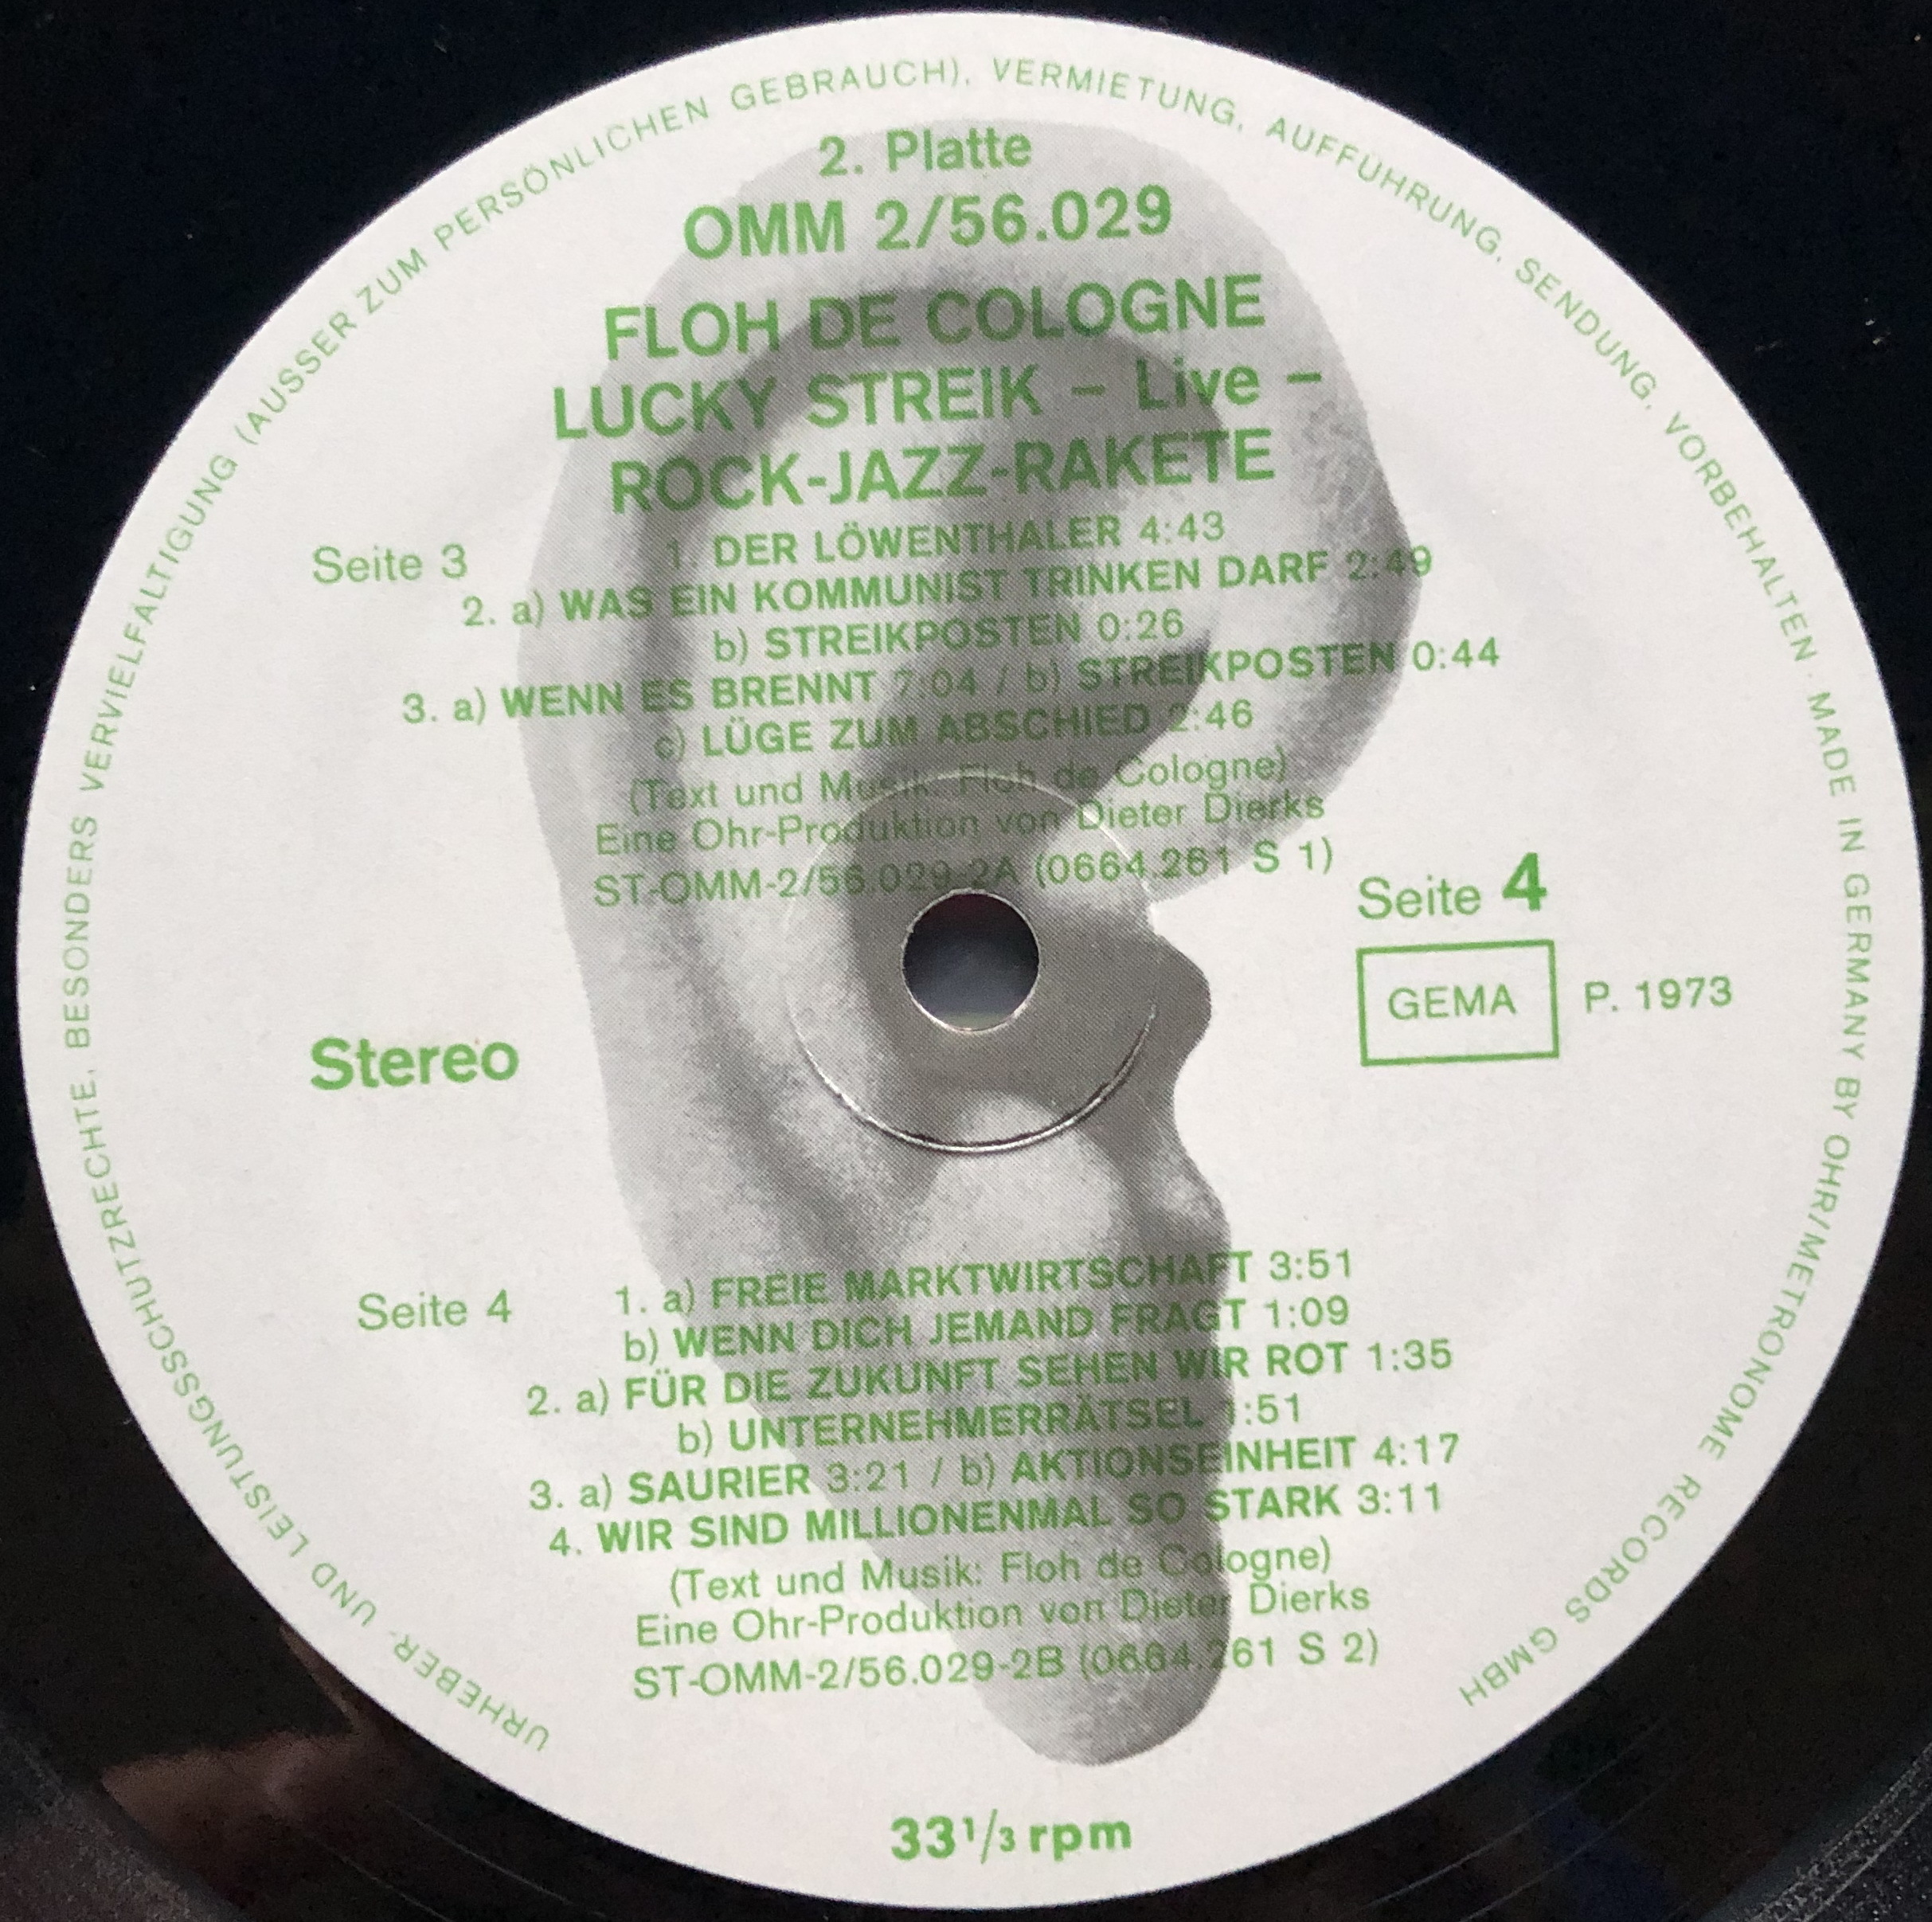 URHEBER- UND LEISTUNGSSCHUTZRECHTE, BESONDERS VERVIELFÄLTIGUNG (AUSSER ZUM PERSÖNLICHEN GEBRAUCH), VERMIETUNG, AUFFÜHRUNG, SENDUNG, VORBEHALTEN · MADE IN GERMANY BY OHR/METRONOME RECORDS GMBH
2. Platte
OMM 2/56.029
FLOH DE COLOGNE
LUCKY STREIK – Live –
ROCK-JAZZ-RAKETE
Seite 3
1. DER LÖWENTHALER 4:43
2. a) WAS EIN KOMMUNIST TRINKEN DARF 2:49
b) STREIKPOSTEN 0:26
3. a) WENN ES BRENNT 7:04 / b) STREIKPOSTEN 0:44
c) LÜGE ZUM ABSCHIED 2:46
(Text und Musik: Floh de Cologne)
Eine Ohr-Produktion von Dieter Dierks
ST-OMM-2/56.029-2A (0664.261 S 1)
Seite 4
GEMA
P. 1973
Stereo
Seite 4
1. a) FREIE MARKTWIRTSCHAFT 3:51
b) WENN DICH JEMAND FRAGT 1:09
2. a) FÜR DIE ZUKUNFT SEHEN WIR ROT 1:35
b) UNTERNEHMERRÄTSEL 1:51
3. a) SAURIER 3:21 / b) AKTIONSEINHEIT 4:17
4. WIR SIND MILLIONENMAL SO STARK 3:11
(Text und Musik: Floh de Cologne)
Eine Ohr-Produktion von Dieter Dierks
ST-OMM-2/56.029-2B (0664.261 S 2)
33 1/3 rpm